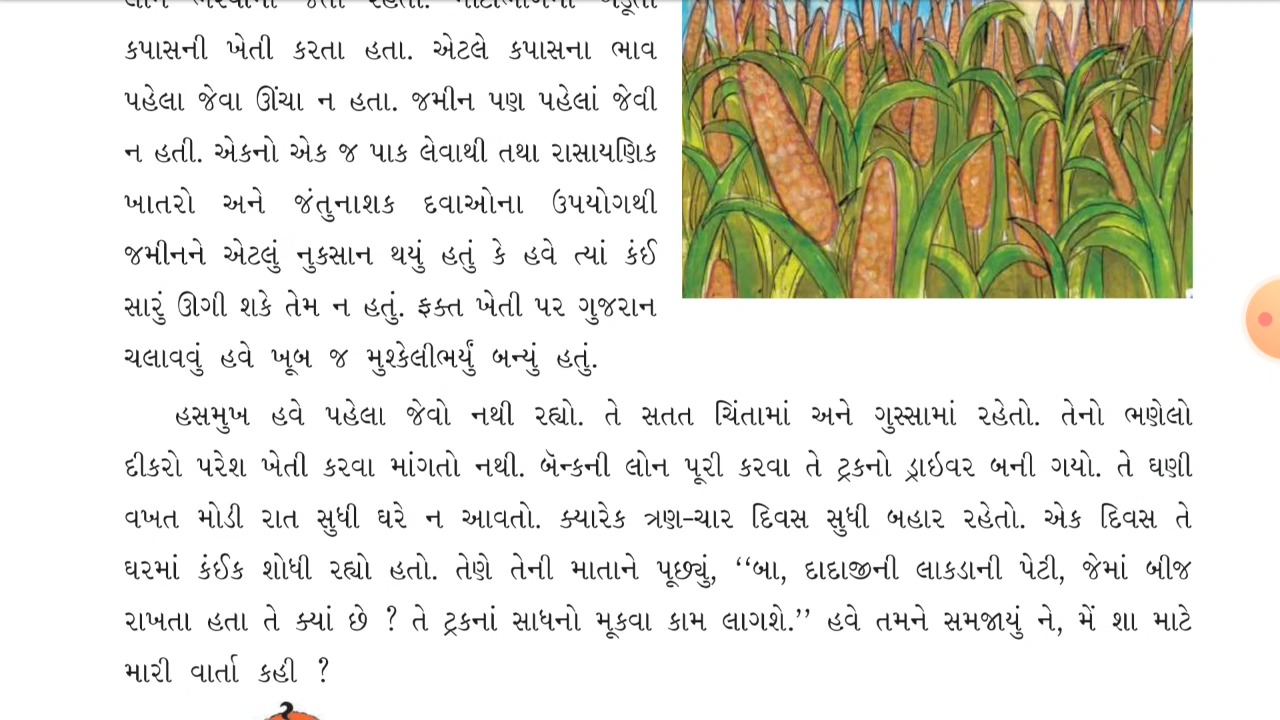 કપાસની ખેતી કરતા હતા. એટલે કપાસના ભાવ
પહેલા જેવા ઊંચા ન હતા. જમીન પણ પહેલાં જેવી
ન હતી. એકનો એક જ પાક લેવાથી તથા રાસાયણિક
ખાતરો અને જંતુનાશક દવાઓના ઉપયોગથી
જમીનને એટલું નુકસાન થયું હતું કે હવે ત્યાં કંઈ
સારું ઊગી શકે તેમ ન હતું. ફક્ત ખેતી પર ગુજરાન
ચલાવવું હવે ખૂબ જ મુશ્કેલીભર્યું બન્યું હતું.
હસમુખ હવે પહેલા જેવો નથી રહ્યો. તે સતત ચિંતામાં અને ગુસ્સામાં રહેતો. તેનો ભણેલો
દીકરો પરેશ ખેતી કરવા માંગતો નથી. બૅન્કની લોન પૂરી કરવા તે ટ્રકનો ડ્રાઇવર બની ગયો. તે ઘણી
વખત મોડી રાત સુધી ઘરે ન આવતો. ક્યારેક ત્રણ-ચાર દિવસ સુધી બહાર રહેતો. એક દિવસ તે
ઘરમાં કંઈક શોધી રહ્યો હતો. તેણે તેની માતાને પૂછ્યું, ‘‘બા, દાદાજીની લાકડાની પેટી, જેમાં બીજ
રાખતા હતા તે ક્યાં છે ? તે ટ્રકનાં સાધનો મૂકવા કામ લાગશે.’’ હવે તમને સમજાયું ને, મેં શા માટે
મારી વાર્તા કહી ?